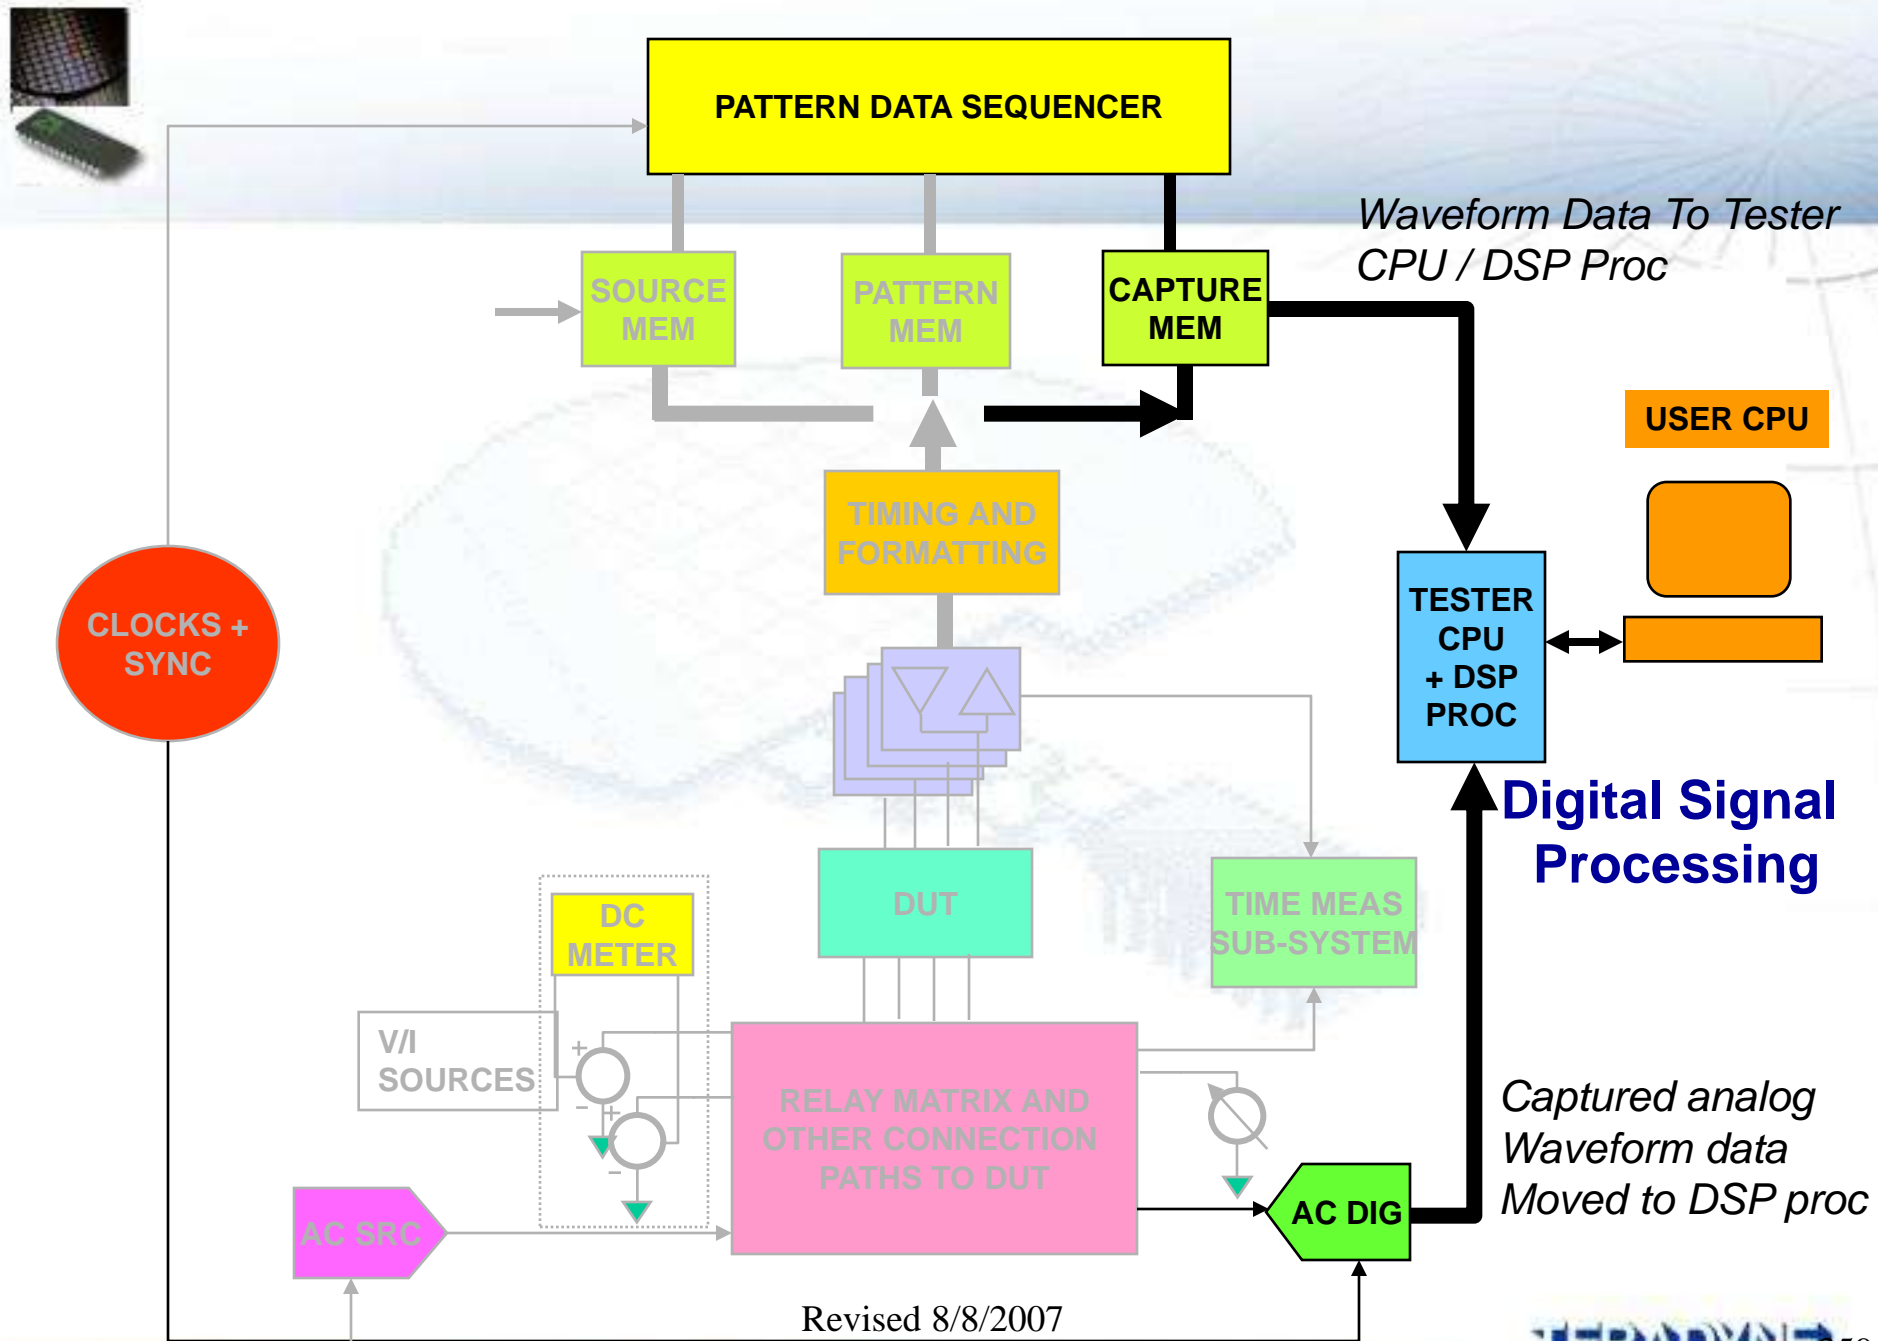 PATTERN DATA SEQUENCER
Waveform Data To Tester
CPU / DSP Proc
SOURCE
MEM
PATTERN
MEM
CAPTURE
MEM
USER CPU
TIMING AND
FORMATTING
CLOCKS +
SYNC
TESTER
CPU
+ DSP
PROC
Digital Signal
Processing
DUT
DC
METER
TIME MEAS
SUB-SYSTEM
V/I
SOURCES
+
−
+
−
RELAY MATRIX AND
OTHER CONNECTION
PATHS TO DUT
Captured analog
Waveform data
Moved to DSP proc
AC SRC
AC DIG
Revised 8/8/2007
TERADYNE